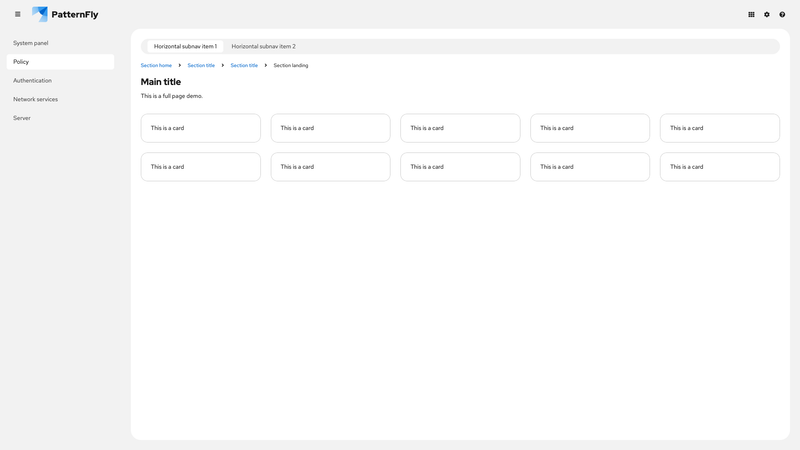 PatternFly
System panel
Policy
Authentication
Network services
Server
Horizontal subnav item 1
Horizontal subnav item 2
Section home
Section title
Section title
Section landing
Main title
This is a full page demo.
This is a card
This is a card
This is a card
This is a card
This is a card
This is a card
This is a card
This is a card
This is a card
This is a card